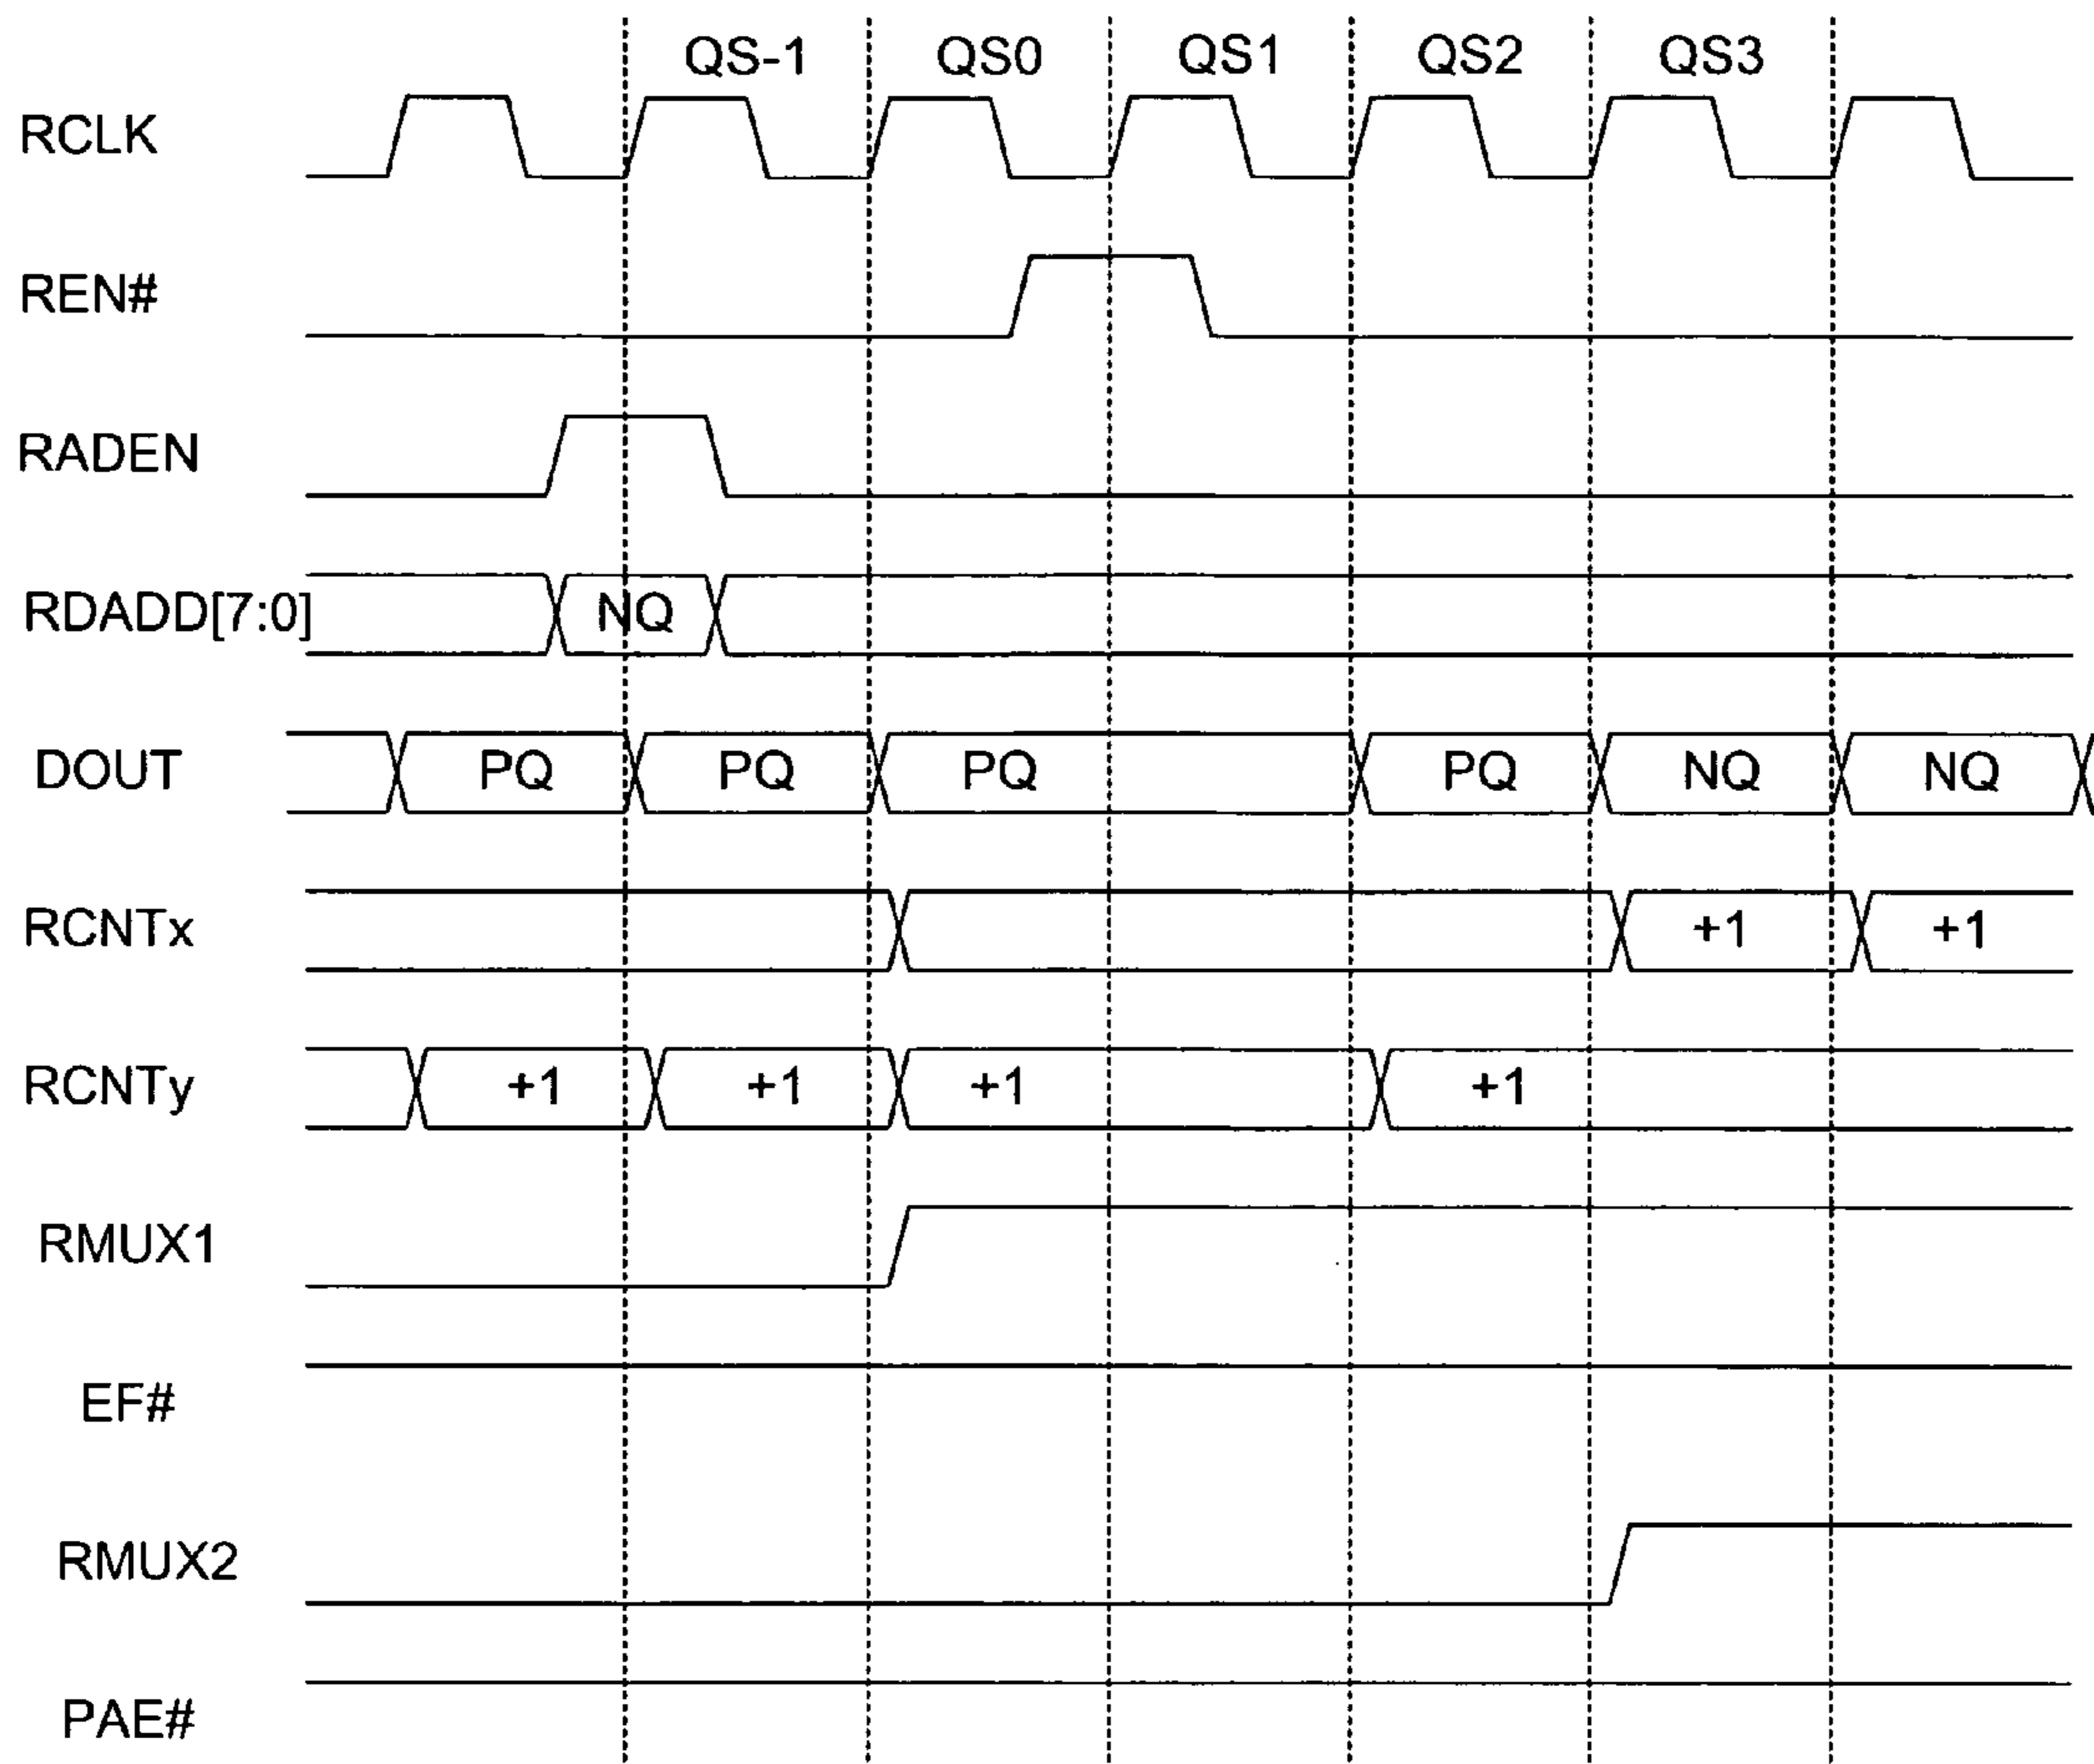 QS-1 QS0 QS1 QS2 QS3
RCLK
REN#
RADEN
RDADD[7:0] NQ
DOUT PQ PQ PQ PQ NQ NQ
RCNTx +1 +1
RCNTy +1 +1 +1 +1
RMUX1
EF#
RMUX2
PAE#